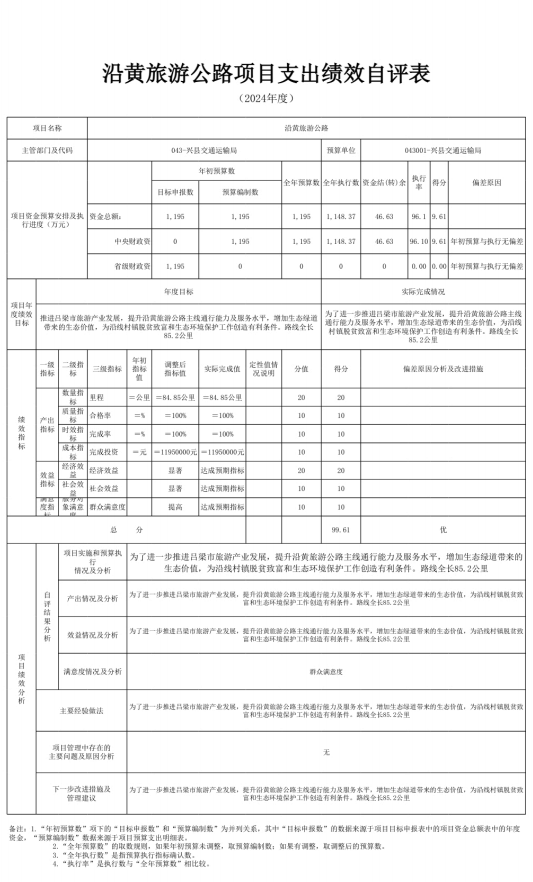 沿黄旅游公路项目支出绩效自评表
（2024年度）
项目名称 沿黄旅游公路
主管部门及代码 043-兴县交通运输局 预算单位 043001-兴县交通运输局
项目资金预算安排及执行进度（万元） 年初预算数 全年预算数 全年执行数 资金结(转)余 执行率 得分 偏差原因
目标申报数 预算编制数
资金总额: 1,195 1,195 1,195 1,148.37 46.63 96.1 9.61
中央财政资 0 1,195 1,195 1,148.37 46.63 96.10 9.61 年初预算与执行无偏差
省级财政资 1,195 0 0 0 0 0.00 0.00 年初预算与执行无偏差
项目年度绩效目标 年度目标 实际完成情况
推进吕梁市旅游产业发展，提升沿黄旅游公路主线通行能力及服务水平，增加生态绿道
带来的生态价值，为沿线村镇脱贫致富和生态环境保护工作创造有利条件。路线全长
85.2公里
为了进一步推进吕梁市旅游产业发展，提升沿黄旅游公路主线通
行能力及服务水平，增加生态绿道带来的生态价值，为沿线
村镇脱贫致富和生态环境保护工作创造有利条件。路线全长
85.2公里
绩效指标 一级指标 二级指标 三级指标 年初指标值 调整后指标值 实际完成值 定性值情况说明 分值 得分 偏差原因分析及改进措施
产出指标 数量指标 里程 =公里 =84.85公里 =84.85公里 20 20
质量指标 合格率 =% =100% =100% 10 10
时效指标 完成率 =% =100% =100% 10 10
成本指标 完成投资 =元 =11950000元 =11950000元 10 10
效益指标 经济效益 经济效益 显著 达成预期指标 20 20
社会效益 社会效益 显著 达成预期指标 10 10
满意度指标 服务对象满意度 群众满意度 提高 达成预期指标 10 10
总 分 99.61 优
项目绩效分析 自评结果分析 项目实施和预算执行
情况及分析 为了进一步推进吕梁市旅游产业发展，提升沿黄旅游公路主线通行能力及服务水平，增加生态绿道带来的
生态价值，为沿线村镇脱贫致富和生态环境保护工作创造有利条件。路线全长85.2公里
产出情况及分析 为了进一步推进吕梁市旅游产业发展，提升沿黄旅游公路主线通行能力及服务水平，增加生态绿道带来的生态价值，为沿线村镇脱贫致
富和生态环境保护工作创造有利条件。路线全长85.2公里
效益情况及分析 为了进一步推进吕梁市旅游产业发展，提升沿黄旅游公路主线通行能力及服务水平，增加生态绿道带来的生态价值，为沿线村镇脱贫致
富和生态环境保护工作创造有利条件。路线全长85.2公里
满意度情况及分析 群众满意度
主要经验做法 为了进一步推进吕梁市旅游产业发展，提升沿黄旅游公路主线通行能力及服务水平，增加生态绿道带来的生态价值，为沿线村镇脱贫致
富和生态环境保护工作创造有利条件。路线全长85.2公里
项目管理中存在的
主要问题及原因分析 无
下一步改进措施及
管理建议 为了进一步推进吕梁市旅游产业发展，提升沿黄旅游公路主线通行能力及服务水平，增加生态绿道带来的生态价值，为沿线村镇脱贫致
富和生态环境保护工作创造有利条件。路线全长85.2公里
备注：1.“年初预算数”项下的“目标申报数”和“预算编制数”为并列关系，其中“目标申报数”的数据来源于项目目标申报表中的项目资金总额表中的年度
资金，“预算编制数”数据来源于项目预算支出明细表。
2.“全年预算数”的取数规则，如果年初预算未调整，取预算编制数；如果有调整，取调整后的预算数。
3.“全年执行数”是指预算执行指标确认数。
4.“执行率”是执行数与“全年预算数”相比较。